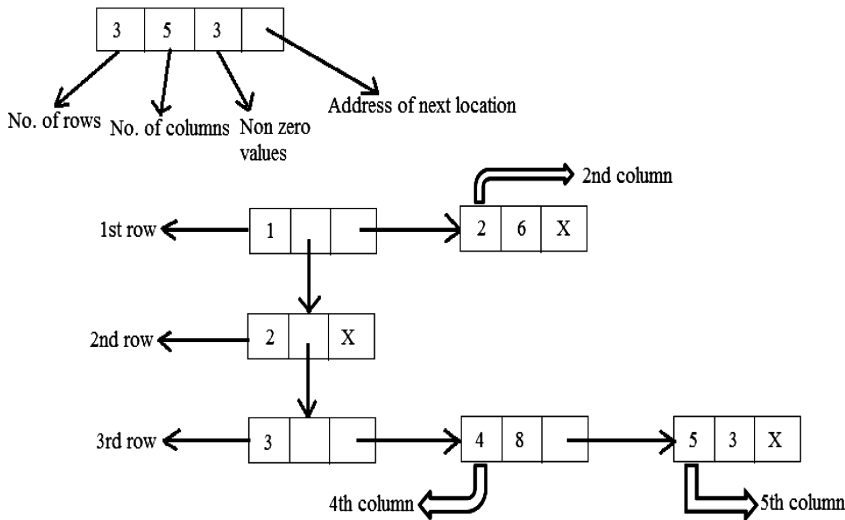 3 5 3
No. of rows
No. of columns
Non zero
values
Address of next location
2nd column
1st row
1
2 6 X
2nd row
2 X
3rd row
3
4 8
5 3 X
4th column
5th column